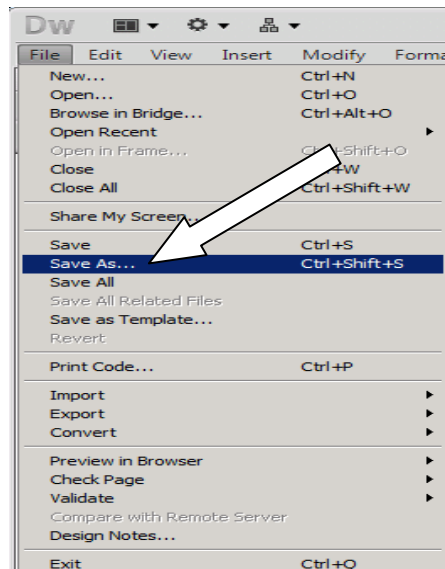 Dw
File Edit View Insert Modify Forma
New... Ctrl+N
Open... Ctrl+O
Browse in Bridge... Ctrl+Alt+O
Open Recent
Open in Frame... Ctrl+Shift+O
Close Ctrl+W
Close All Ctrl+Shift+W
Share My Screen...
Save Ctrl+S
Save As... Ctrl+Shift+S
Save All
Save All Related Files
Save as Template...
Revert
Print Code... Ctrl+P
Import
Export
Convert
Preview in Browser
Check Page
Validate
Compare with Remote Server
Design Notes...
Exit Ctrl+Q